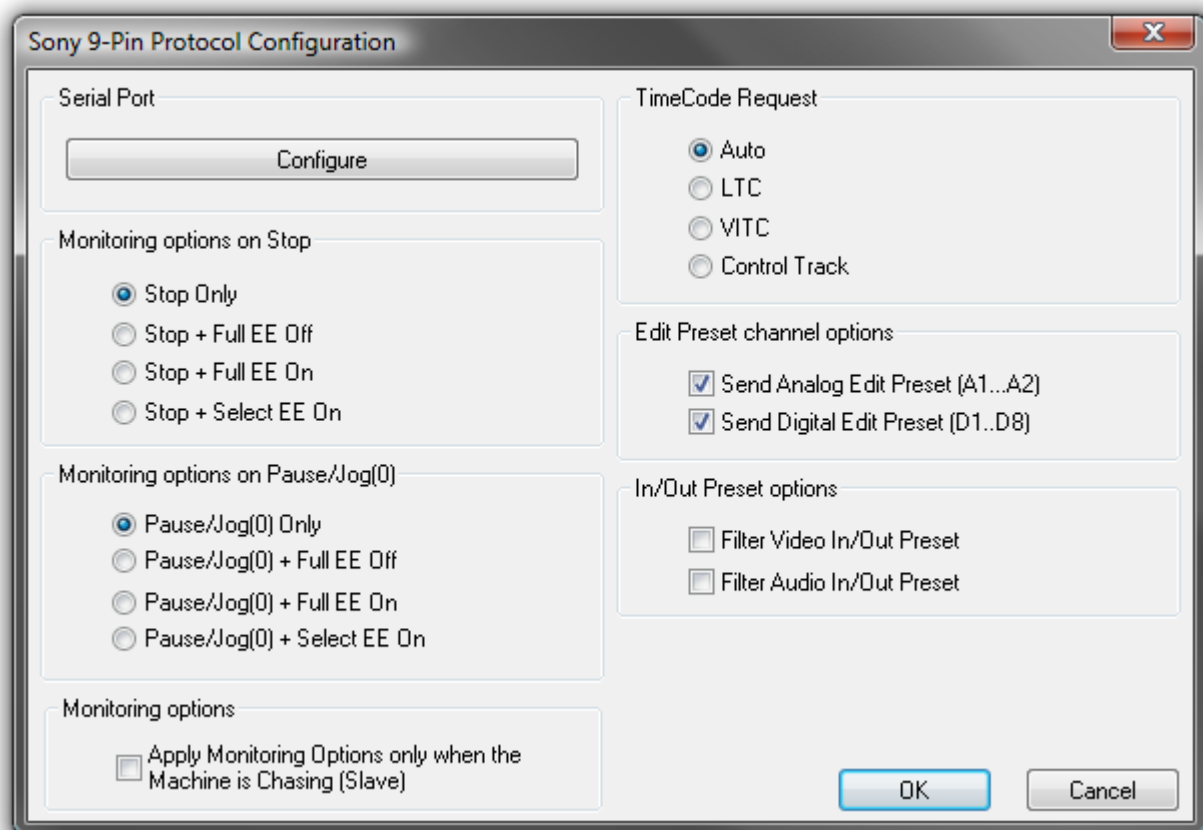 Sony 9-Pin Protocol Configuration
Serial Port
Configure
Monitoring options on Stop
Stop Only
Stop + Full EE Off
Stop + Full EE On
Stop + Select EE On
Monitoring options on Pause/Jog(0)
Pause/Jog(0) Only
Pause/Jog(0) + Full EE Off
Pause/Jog(0) + Full EE On
Pause/Jog(0) + Select EE On
Monitoring options
Apply Monitoring Options only when the
Machine is Chasing (Slave)
TimeCode Request
Auto
LTC
VITC
Control Track
Edit Preset channel options
Send Analog Edit Preset (A1...A2)
Send Digital Edit Preset (D1..D8)
In/Out Preset options
Filter Video In/Out Preset
Filter Audio In/Out Preset
OK
Cancel